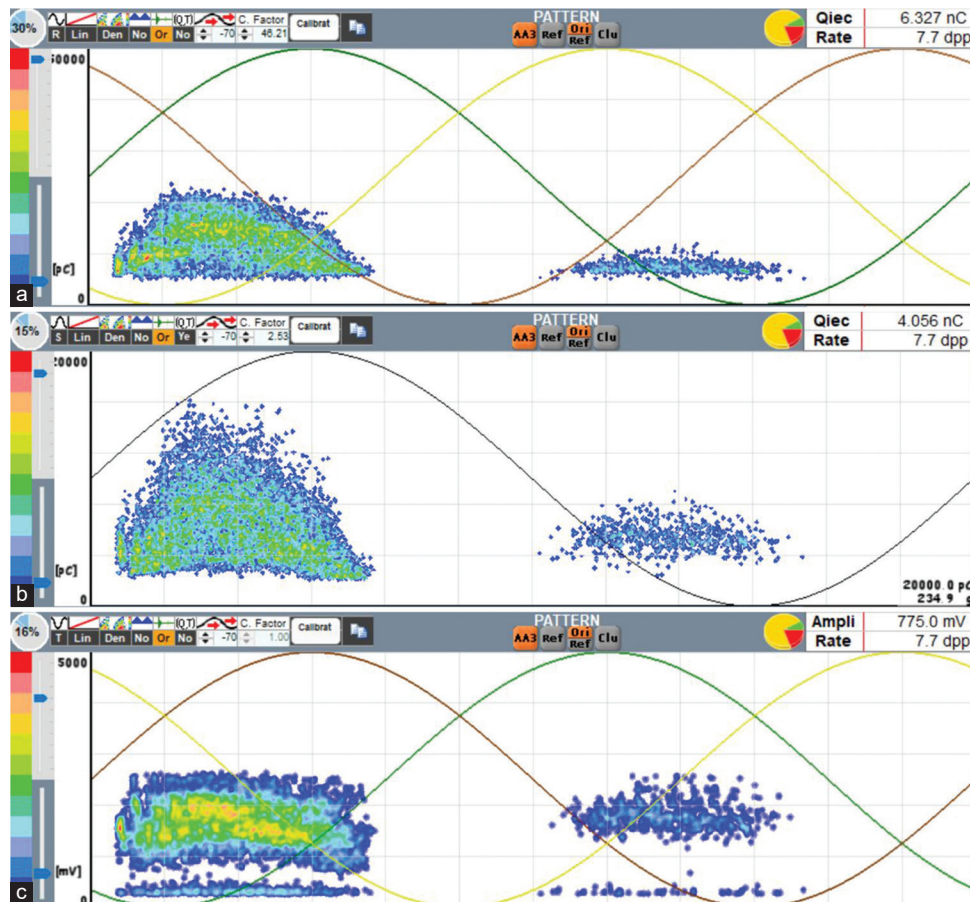 30% (Q,T) C. Factor Calibrat PATTERN Qiec 6.327 nC
R Lin Den No Or No -70 46.21 AA3 Ref Ori Ref Clu Rate 7.7 dpp
50000
[pC]
a 0
15% (Q,T) C. Factor Calibrat PATTERN Qiec 4.056 nC
S Lin Den No Or Ye -70 2.53 AA3 Ref Ori Ref Clu Rate 7.7 dpp
20000
[pC] 20000.0
b 0 234.9
16% (Q,T) C. Factor Calibrat PATTERN Ampli 775.0 mV
T Lin Den No Or No -70 1.00 AA3 Ref Ori Ref Clu Rate 7.7 dpp
5000
[mV]
c 0